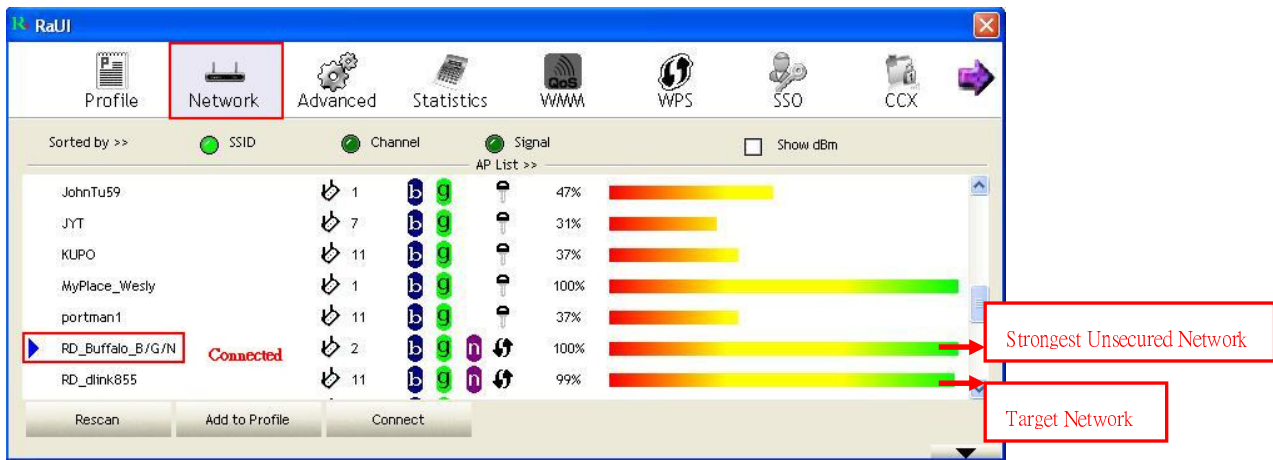 RaUI
Profile Network Advanced Statistics QoS WMM WPS SSO CCX
Sorted by >> SSID Channel Signal Show dBm
AP List >>
JohnTu59 1 b g 47%
JYT 7 b g 31%
KUPO 11 b g 37%
MyPlace_Wesly 1 b g 100%
portman1 11 b g 37%
RD_Buffalo_B/G/N Connected 2 b g n 100%
Strongest Unsecured Network
RD_dlink855 11 b g n 99%
Target Network
Rescan Add to Profile Connect